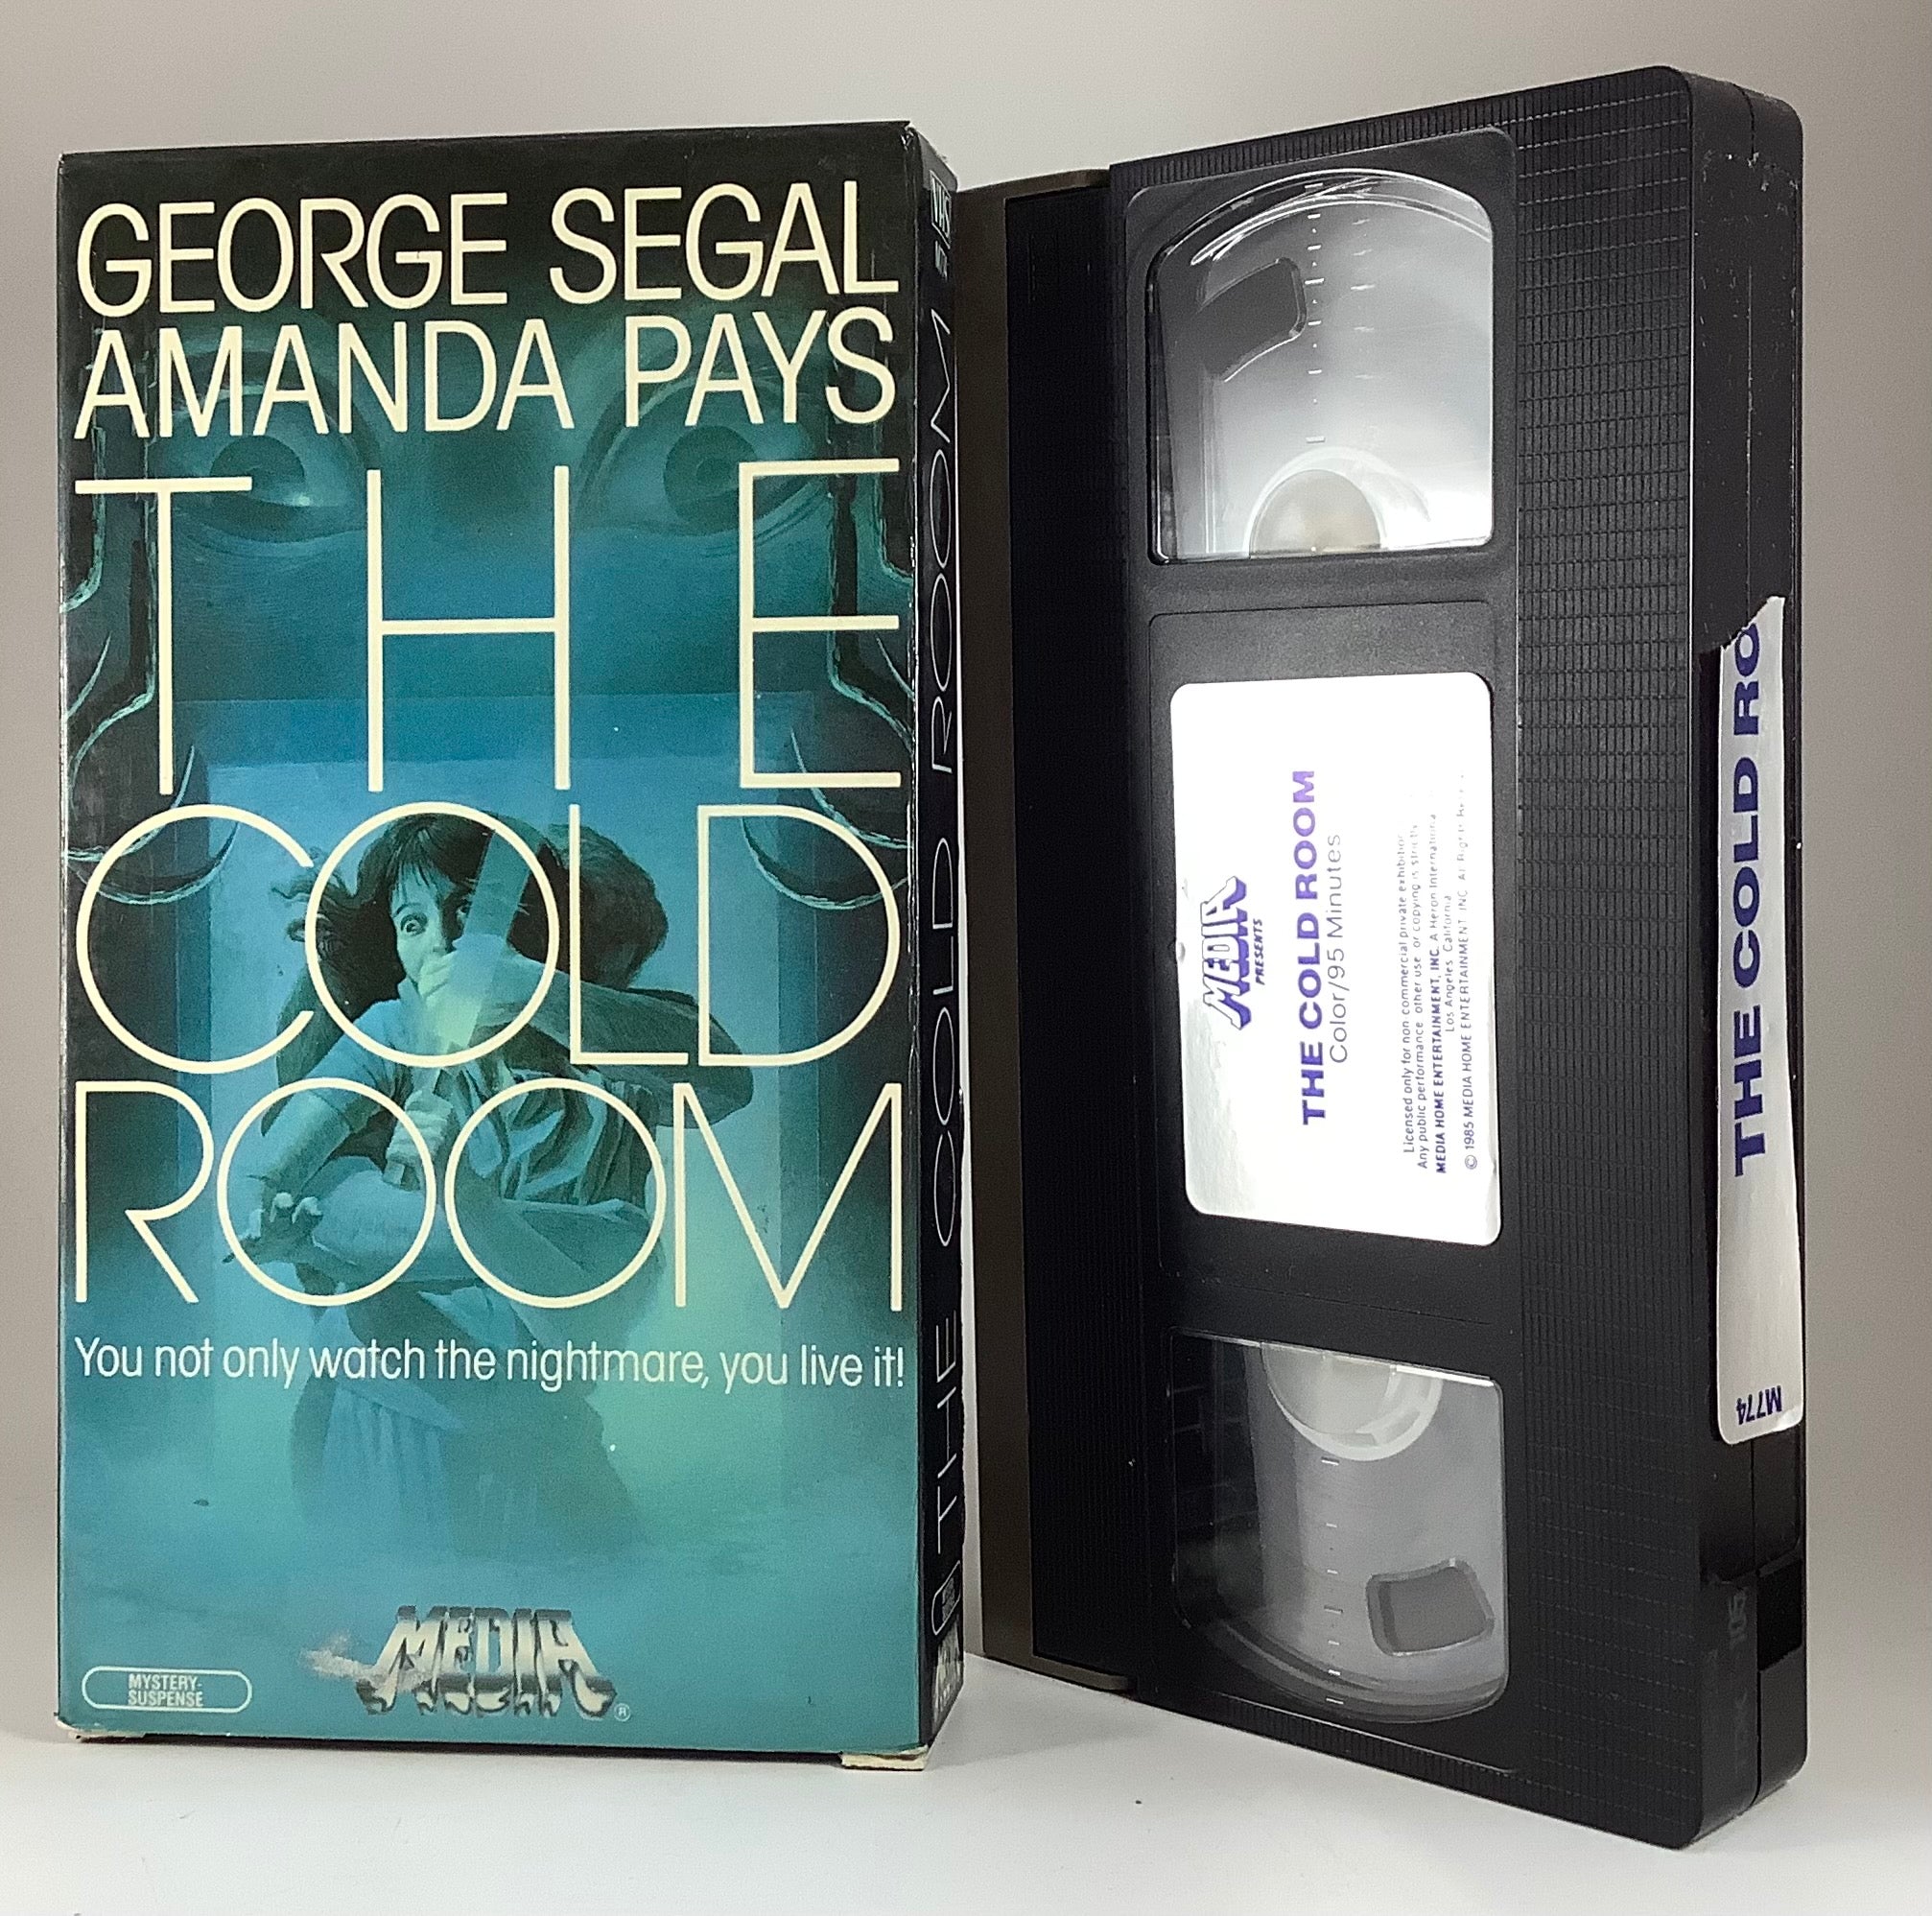 GEORGE SEGAL
AMANDA PAYS
THE
COLD
ROOM
You not only watch the nightmare, you live it!
MYSTERY-
SUSPENSE
MEDIA ®
VHS
THE COLD ROOM
MEDIA
PRESENTS
THE COLD ROOM
Color/95 Minutes
Licensed only for non commercial private exhibition
Any public performance other use or copying is strictly
MEDIA HOME ENTERTAINMENT, INC. A Heron International
Los Angeles California
© 1985 MEDIA HOME ENTERTAINMENT INC. All Rights
THE COLD RO
M774